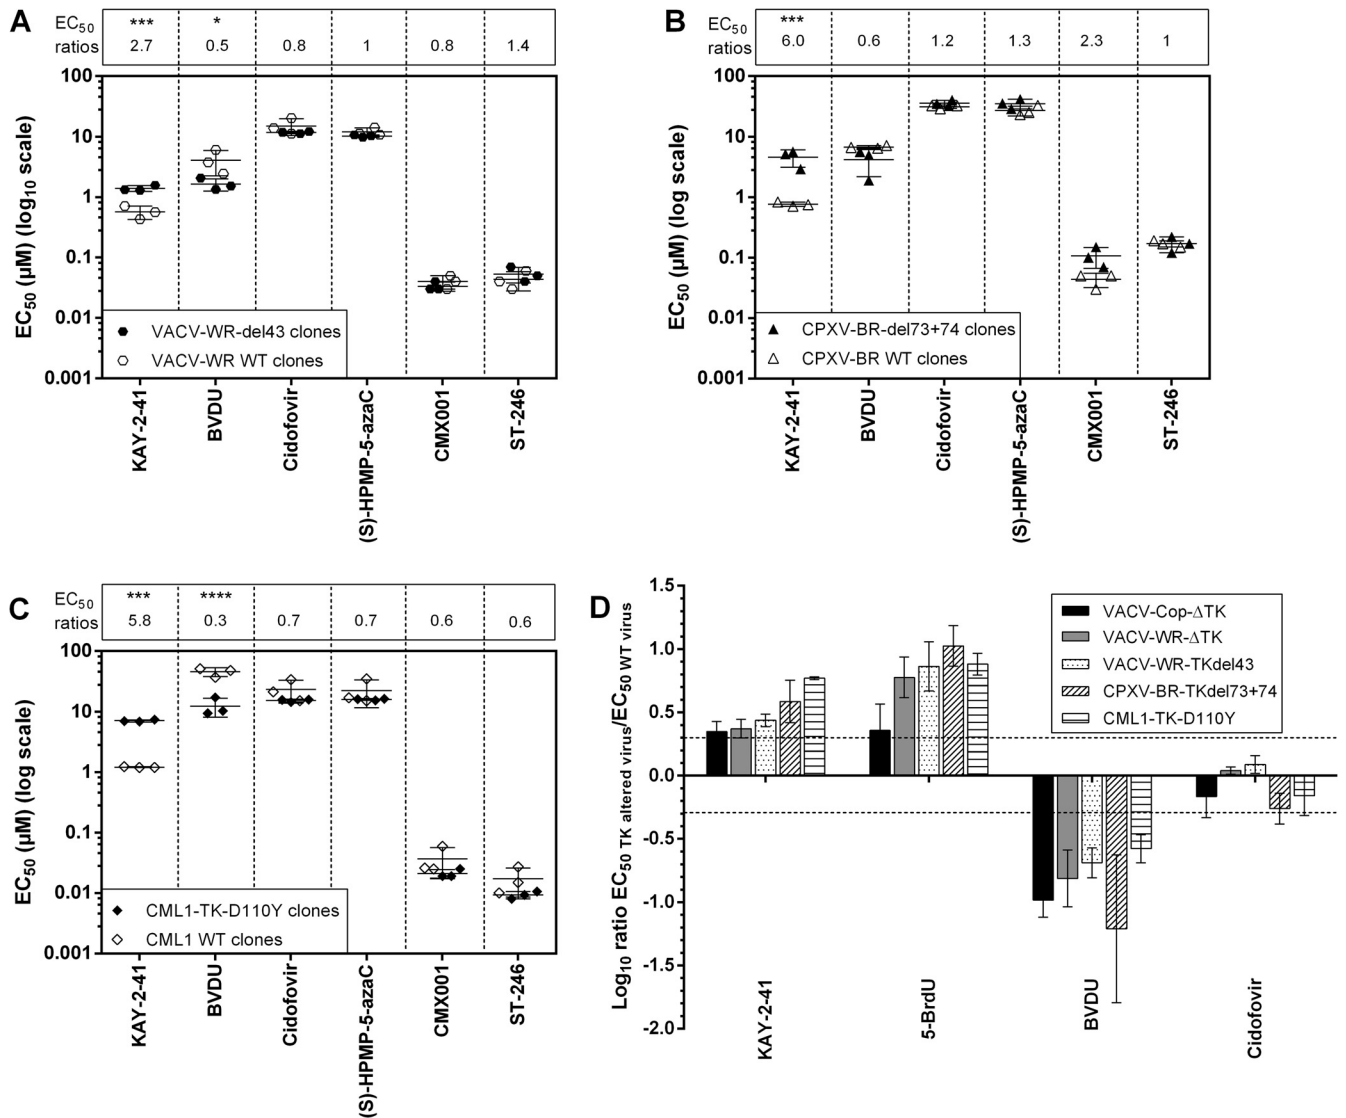 A
EC50 ratios
*** * 
2.7 0.5 0.8 1 0.8 1.4
EC50 (µM) (log10 scale)
100
10
1
0.1
0.01
0.001
VACV-WR-del43 clones
VACV-WR WT clones
KAY-2-41
BVDU
Cidofovir
(S)-HPMP-5-azaC
CMX001
ST-246
B
EC50 ratios
***
6.0 0.6 1.2 1.3 2.3 1
EC50 (µM) (log scale)
100
10
1
0.1
0.01
0.001
CPXV-BR-del73+74 clones
CPXV-BR WT clones
KAY-2-41
BVDU
Cidofovir
(S)-HPMP-5-azaC
CMX001
ST-246
C
EC50 ratios
*** ****
5.8 0.3 0.7 0.7 0.6 0.6
EC50 (µM) (log scale)
100
10
1
0.1
0.01
0.001
CML1-TK-D110Y clones
CML1 WT clones
KAY-2-41
BVDU
Cidofovir
(S)-HPMP-5-azaC
CMX001
ST-246
D
Log10 ratio EC50 TK altered virus/EC50 WT virus
1.5
1.0
0.5
0.0
-0.5
-1.0
-1.5
-2.0
VACV-Cop-ΔTK
VACV-WR-ΔTK
VACV-WR-TKdel43
CPXV-BR-TKdel73+74
CML1-TK-D110Y
KAY-2-41
5-BrdU
BVDU
Cidofovir